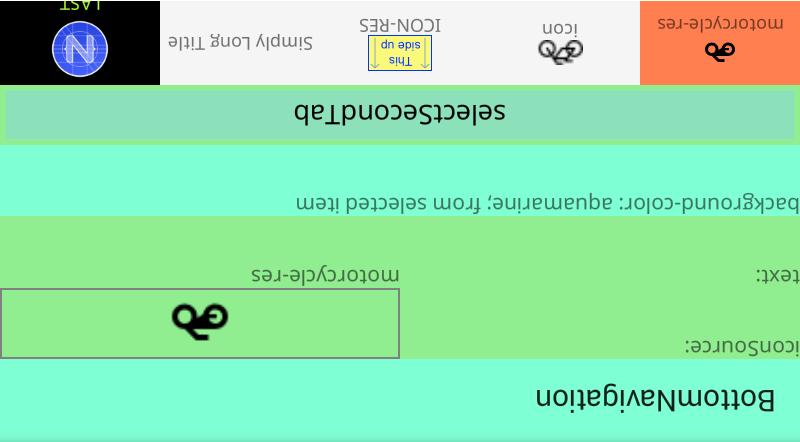 BottomNavigation
iconSource:
text: motorcycle-res
background-color: aquamarine; from selected item
selectSecondTab
motorcycle-res
icon
This
side up
ICON-RES
Simply Long Title
N
LAST